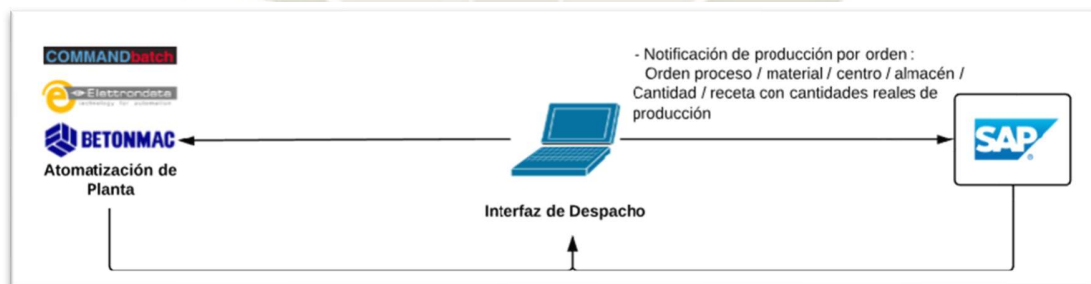 COMMANDbatch
e Elettrondata
technology for automation
BETONMAC
Atomatización de
Planta
Interfaz de Despacho
- Notificación de producción por orden :
Orden proceso / material / centro / almacén /
Cantidad / receta con cantidades reales de
producción
SAP